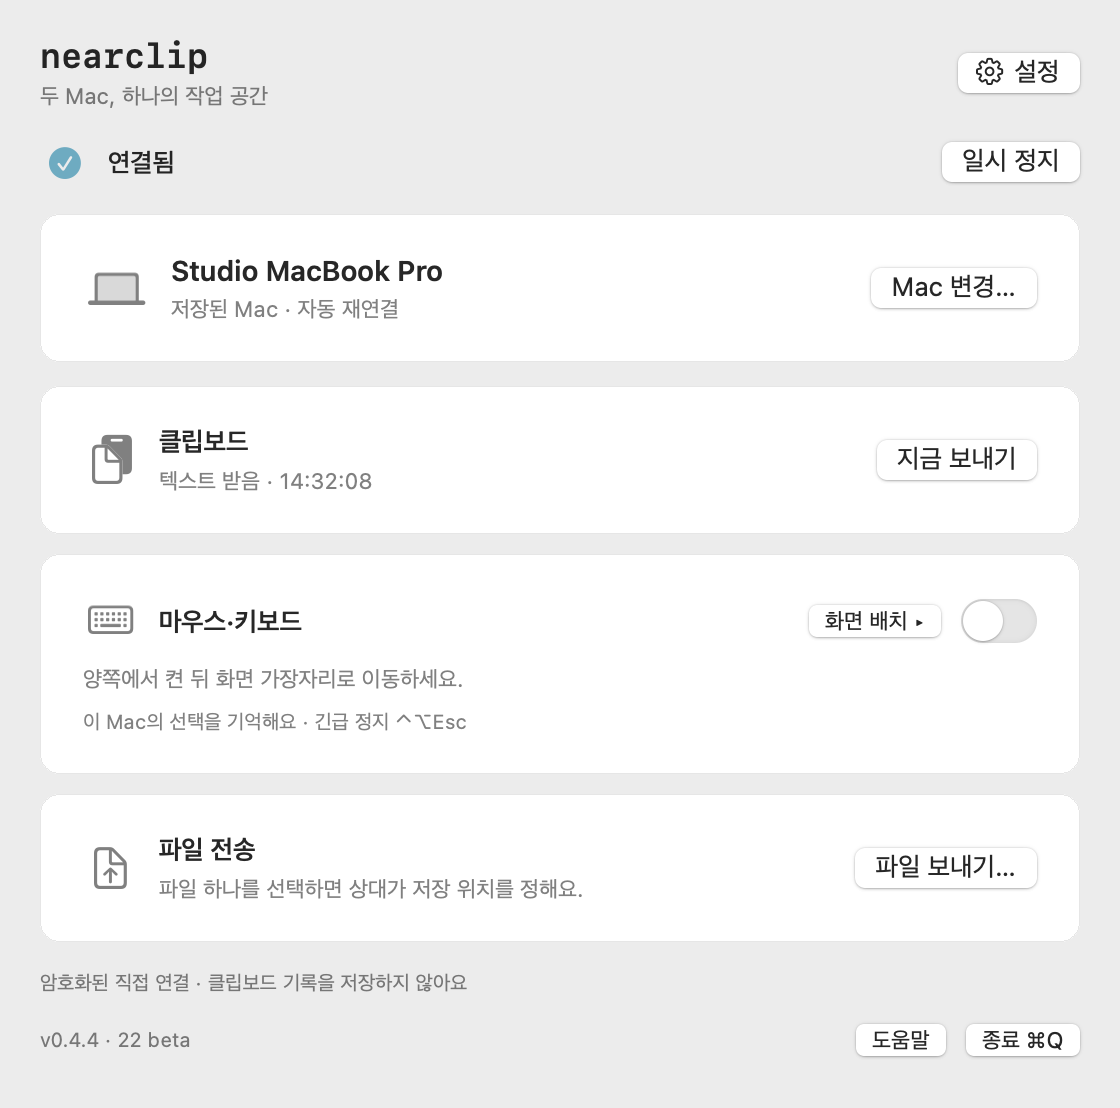 nearclip
두 Mac, 하나의 작업 공간
설정
연결됨
일시 정지
Studio MacBook Pro
저장된 Mac · 자동 재연결
Mac 변경...
클립보드
텍스트 받음 · 14:32:08
지금 보내기
마우스·키보드
화면 배치 ▸
양쪽에서 켠 뒤 화면 가장자리로 이동하세요.
이 Mac의 선택을 기억해요 · 긴급 정지 ^⌥Esc
파일 전송
파일 하나를 선택하면 상대가 저장 위치를 정해요.
파일 보내기...
암호화된 직접 연결 · 클립보드 기록을 저장하지 않아요
v0.4.4 · 22 beta
도움말
종료 ⌘Q